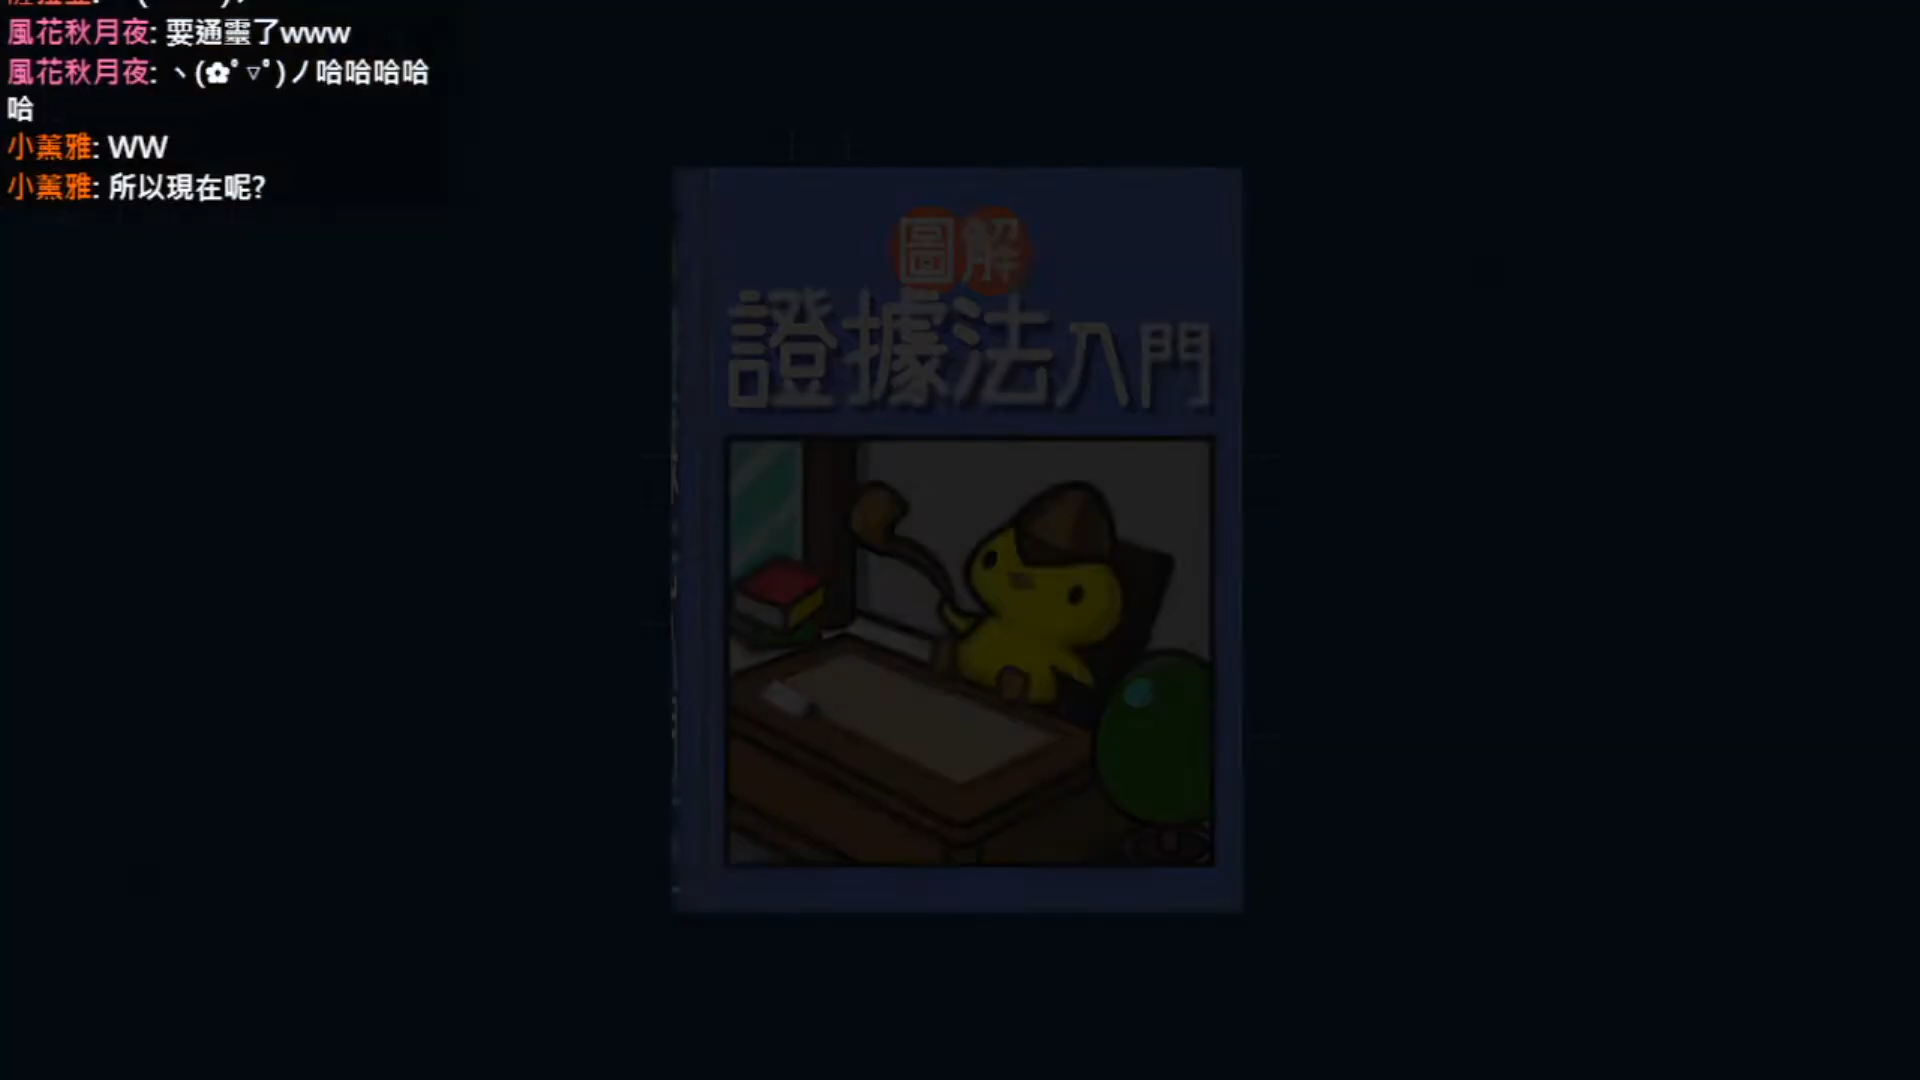 風花秋月夜: 要通靈了www
風花秋月夜: ヽ(✿ﾟ▽ﾟ)ノ哈哈哈哈
哈
小薰雅: WW
小薰雅: 所以現在呢?
圖解
證據法入門